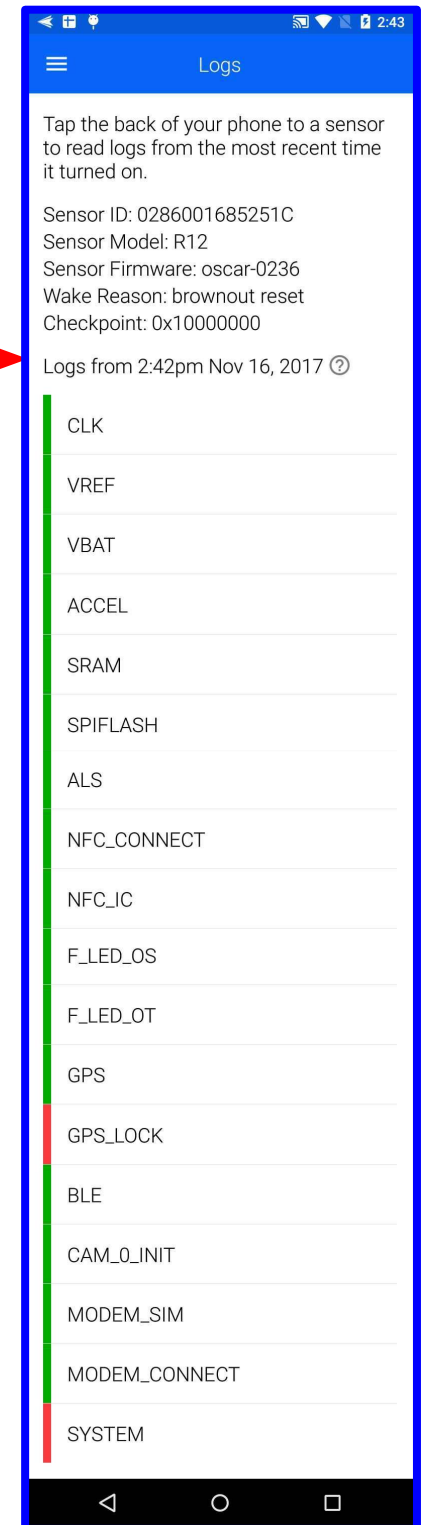 2:43
Logs
Tap the back of your phone to a sensor
to read logs from the most recent time
it turned on.
Sensor ID: 0286001685251C
Sensor Model: R12
Sensor Firmware: oscar-0236
Wake Reason: brownout reset
Checkpoint: 0x10000000
Logs from 2:42pm Nov 16, 2017 ?
CLK
VREF
VBAT
ACCEL
SRAM
SPIFLASH
ALS
NFC_CONNECT
NFC_IC
F_LED_OS
F_LED_OT
GPS
GPS_LOCK
BLE
CAM_0_INIT
MODEM_SIM
MODEM_CONNECT
SYSTEM